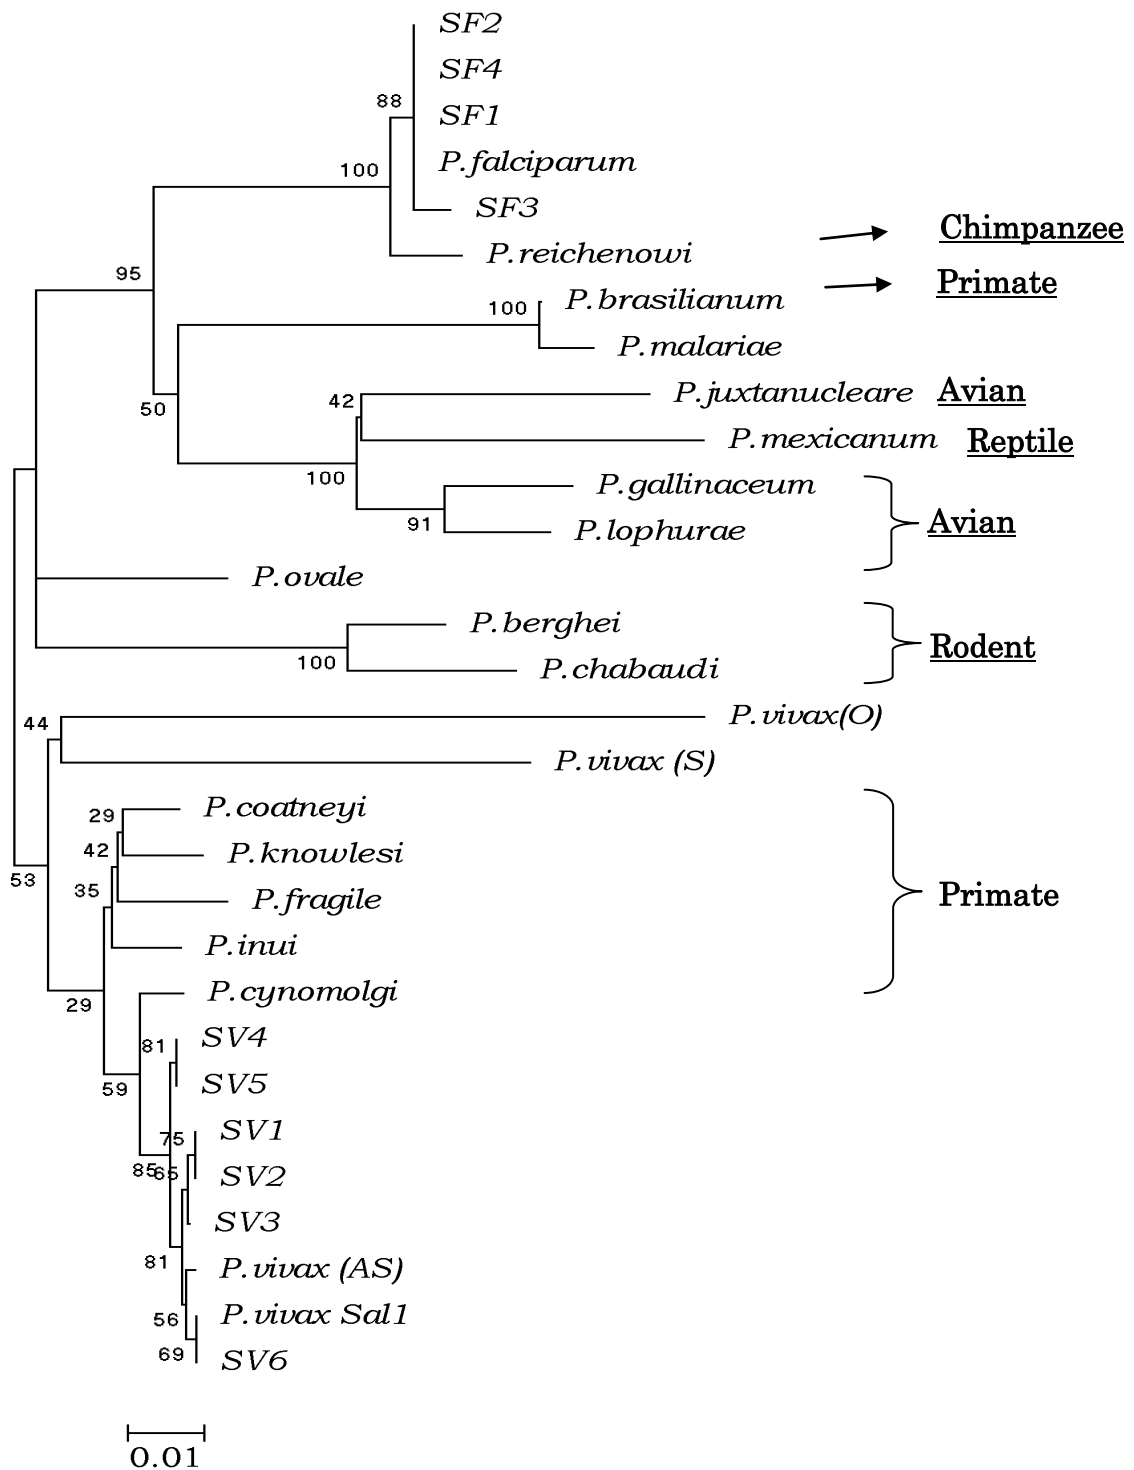 SF2
SF4
88
SF1
P.falciparum
100
SF3
P.reichenowi
Chimpanzee
95
P.brasilianum
Primate
100
P.malariae
50
42
P.juxtanucleare Avian
P.mexicanum Reptile
100
P.gallinaceum
91
Avian
P.lophurae
P.ovale
P.berghei
Rodent
100
P.chabaudi
44
P.vivax(O)
P.vivax (S)
29
P.coatneyi
42
P.knowlesi
53
35
P.fragile
Primate
P.inui
29
P.cynomolgi
81
SV4
59
SV5
75
SV1
85
65
SV2
SV3
81
P.vivax (AS)
56
P.vivax Sal1
69
SV6
0.01